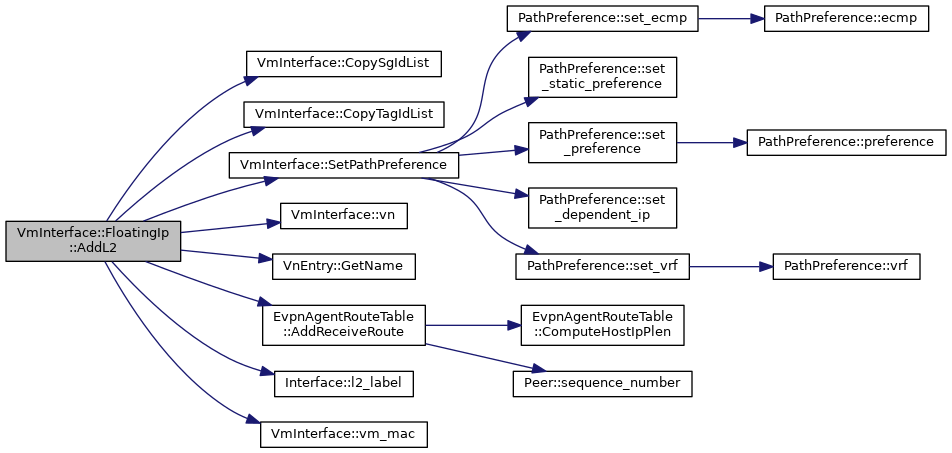 VmInterface::FloatingIp
::AddL2
VmInterface::CopySgIdList
VmInterface::CopyTagIdList
VmInterface::SetPathPreference
VmInterface::vn
VnEntry::GetName
EvpnAgentRouteTable
::AddReceiveRoute
Interface::l2_label
VmInterface::vm_mac
PathPreference::set_ecmp
PathPreference::set
_static_preference
PathPreference::set
_preference
PathPreference::set
_dependent_ip
PathPreference::set_vrf
EvpnAgentRouteTable
::ComputeHostIpPlen
Peer::sequence_number
PathPreference::ecmp
PathPreference::preference
PathPreference::vrf